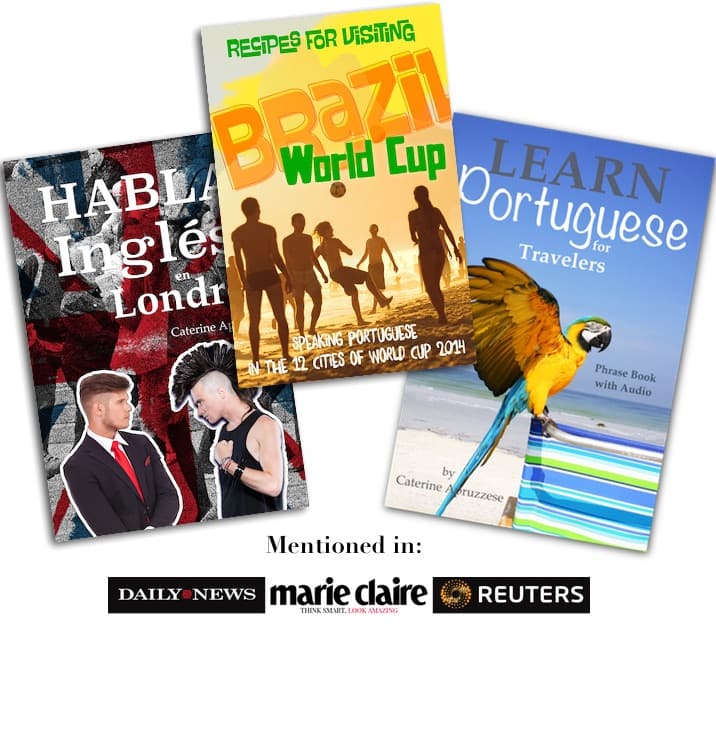 RECIPES FOR VISITING
BRAZIL
World Cup
SPEAKING PORTUGUESE
IN THE 12 CITIES OF WORLD CUP 2014
HABLA
Inglés
en
Londr
Caterine Ap
LEARN
Portuguese
for
Travelers
Phrase Book
with Audio
by
Caterine Apruzzese
Mentioned in:
DAILY NEWS
marie claire
THINK SMART, LOOK AMAZING
REUTERS